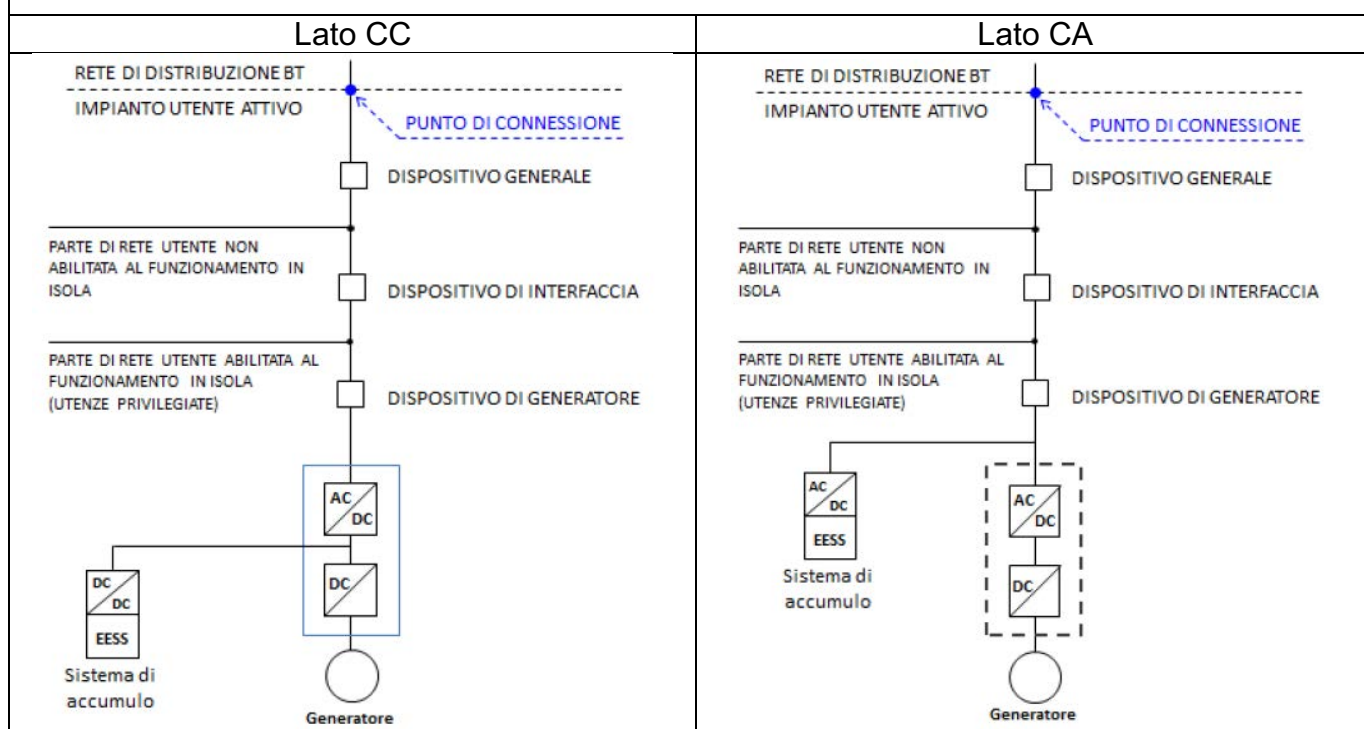 Lato CC
RETE DI DISTRIBUZIONE BT
IMPIANTO UTENTE ATTIVO
PUNTO DI CONNESSIONE
DISPOSITIVO GENERALE
PARTE DI RETE UTENTE NON
ABILITATA AL FUNZIONAMENTO IN
ISOLA
DISPOSITIVO DI INTERFACCIA
PARTE DI RETE UTENTE ABILITATA AL
FUNZIONAMENTO IN ISOLA
(UTENZE PRIVILEGIATE)
DISPOSITIVO DI GENERATORE
AC
DC
DC
DC
DC
EESS
Sistema di
accumulo
Generatore
Lato CA
RETE DI DISTRIBUZIONE BT
IMPIANTO UTENTE ATTIVO
PUNTO DI CONNESSIONE
DISPOSITIVO GENERALE
PARTE DI RETE UTENTE NON
ABILITATA AL FUNZIONAMENTO IN
ISOLA
DISPOSITIVO DI INTERFACCIA
PARTE DI RETE UTENTE ABILITATA AL
FUNZIONAMENTO IN ISOLA
(UTENZE PRIVILEGIATE)
DISPOSITIVO DI GENERATORE
AC
DC
EESS
Sistema di
accumulo
AC
DC
DC
Generatore